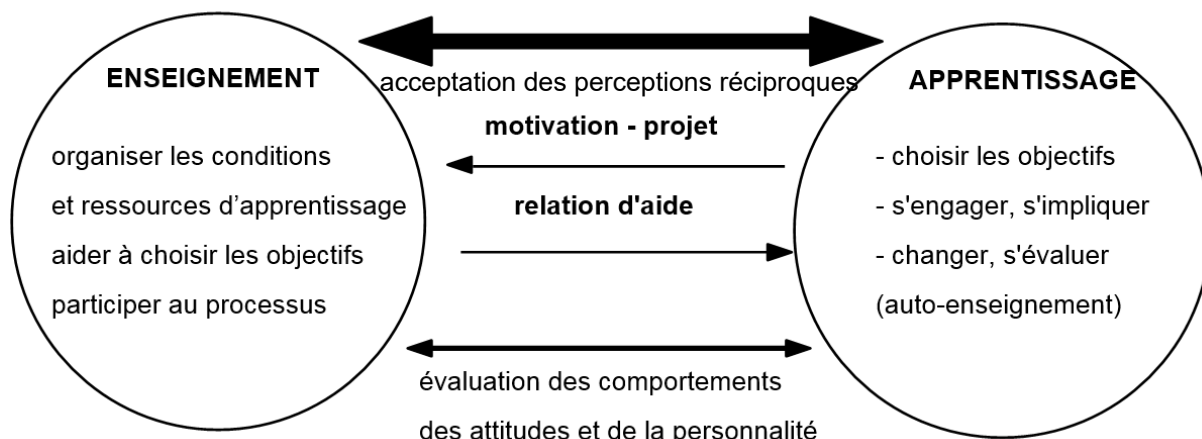 ENSEIGNEMENT
organiser les conditions
et ressources d’apprentissage
aider à choisir les objectifs
participer au processus
acceptation des perceptions réciproques
motivation - projet
relation d'aide
évaluation des comportements
des attitudes et de la personnalité
APPRENTISSAGE
- choisir les objectifs
- s'engager, s'impliquer
- changer, s'évaluer
(auto-enseignement)